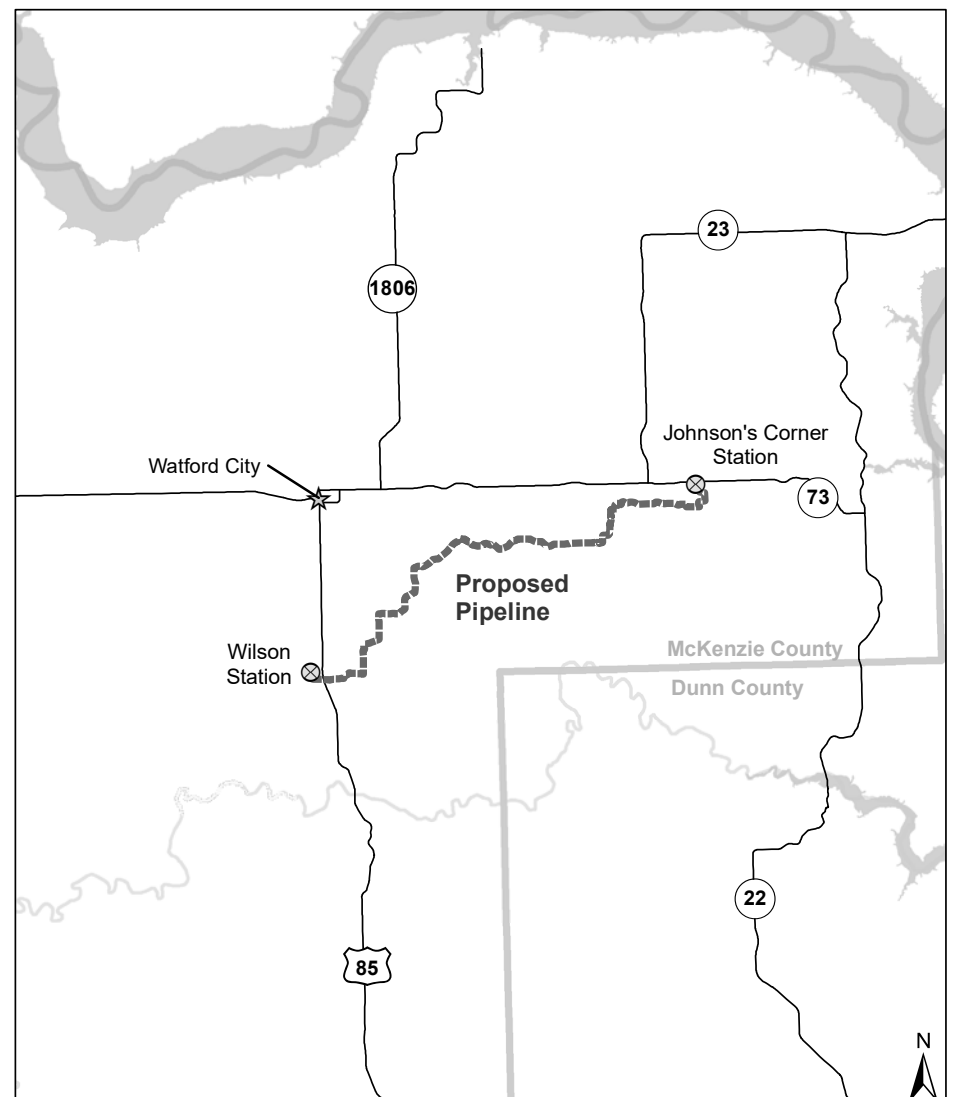 23
1806
Johnson's Corner
Station
Watford City
73
Proposed
Pipeline
Wilson
Station
McKenzie County
Dunn County
22
85
N